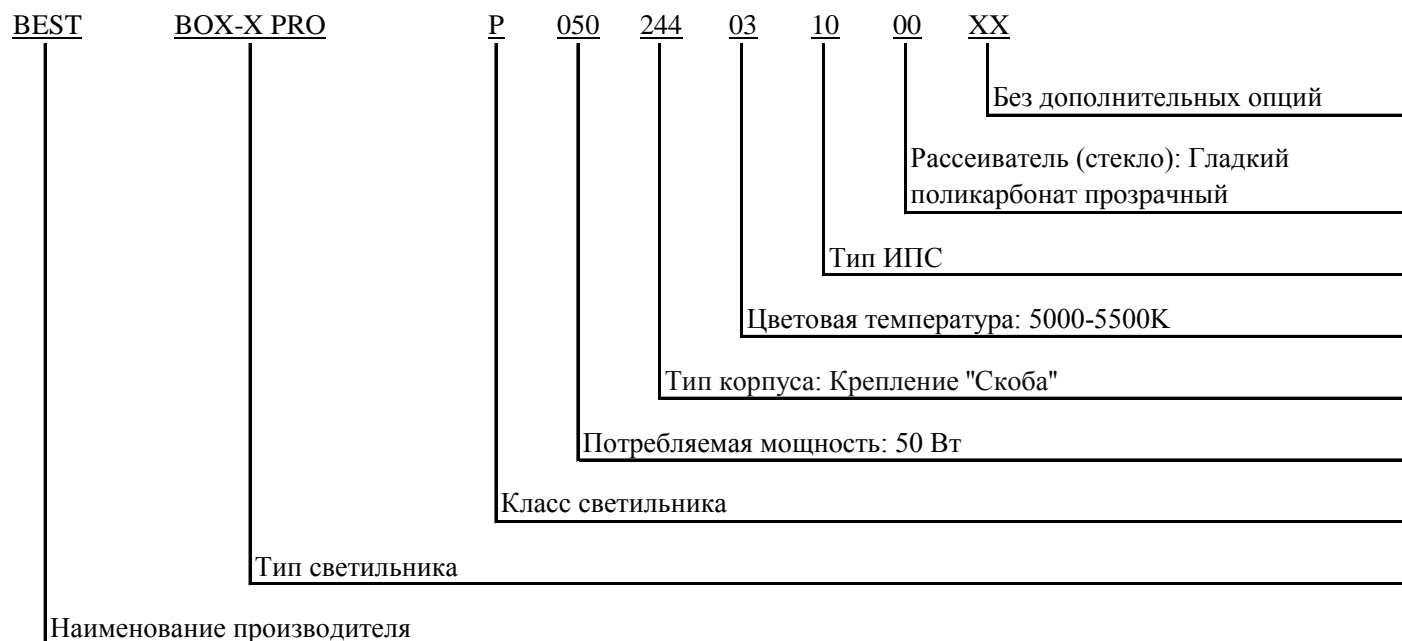 BEST BOX-X PRO P 050 244 03 10 00 XX
Без дополнительных опций
Рассеиватель (стекло): Гладкий
поликарбонат прозрачный
Тип ИПС
Цветовая температура: 5000-5500K
Тип корпуса: Крепление "Скоба"
Потребляемая мощность: 50 Вт
Класс светильника
Тип светильника
Наименование производителя